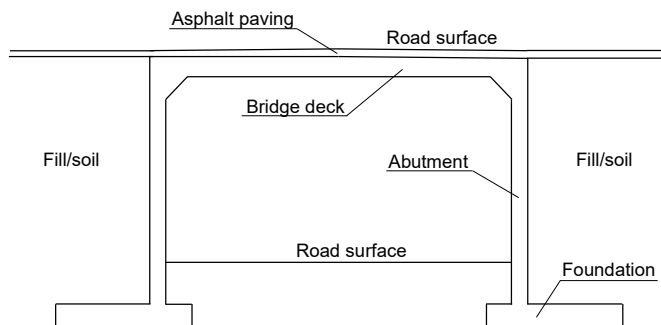 Asphalt paving
Road surface
Bridge deck
Fill/soil
Abutment
Fill/soil
Road surface
Foundation